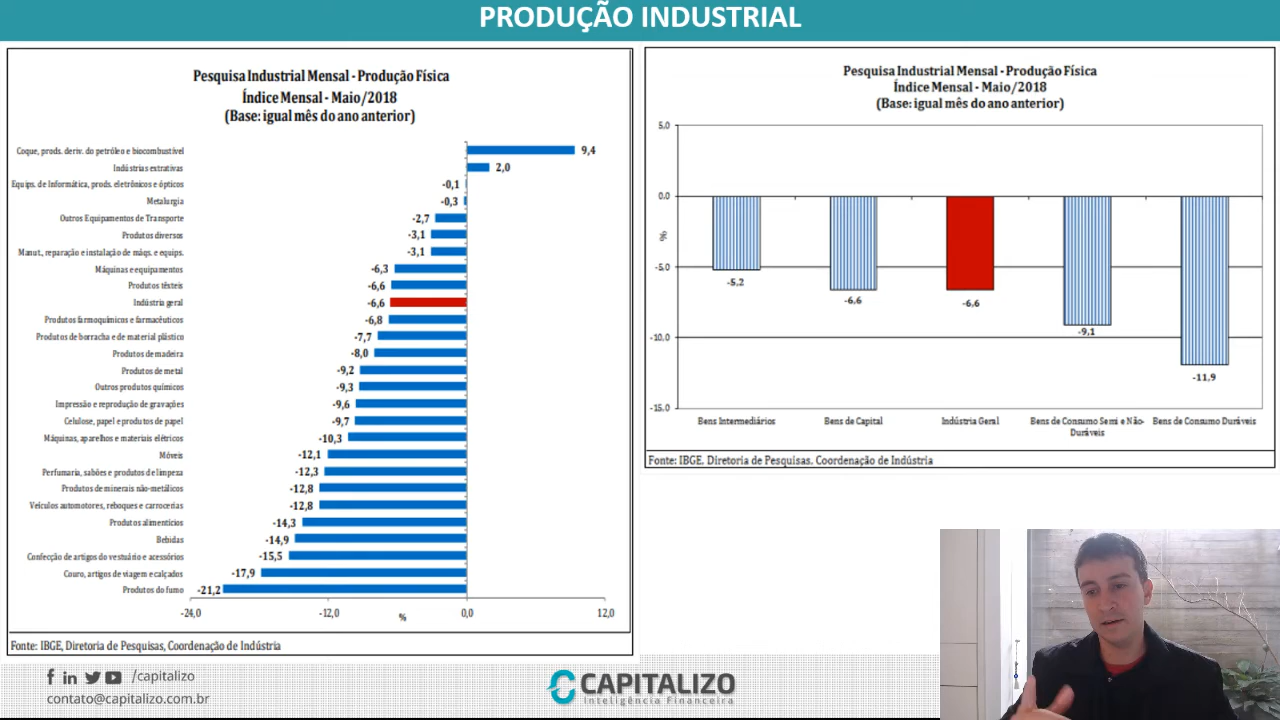 PRODUÇÃO INDUSTRIAL
Pesquisa Industrial Mensal - Produção Física
Índice Mensal - Maio/2018
(Base: igual mês do ano anterior)
Coque, prods. deriv. do petróleo e biocombustível 9,4
Indústrias extrativas 2,0
Equips. de Informática, prods. eletrônicos e ópticos -0,1
Metalurgia -0,3
Outros Equipamentos de Transporte -2,7
Produtos diversos -3,1
Manut., reparação e instalação de máqs. e equips. -3,1
Máquinas e equipamentos -6,3
Produtos têxteis -6,6
Indústria geral -6,6
Produtos farmoquímicos e farmacêuticos -6,8
Produtos de borracha e de material plástico -7,7
Produtos de madeira -8,0
Produtos de metal -9,2
Outros produtos químicos -9,3
Impressão e reprodução de gravações -9,6
Celulose, papel e produtos de papel -9,7
Máquinas, aparelhos e materiais elétricos -10,3
Móveis -12,1
Perfumaria, sabões e produtos de limpeza -12,3
Produtos de minerais não-metálicos -12,8
Veículos automotores, reboques e carrocerias -12,8
Produtos alimentícios -14,3
Bebidas -14,9
Confecção de artigos do vestuário e acessórios -15,5
Couro, artigos de viagem e calçados -17,9
Produtos do fumo -21,2
-24,0 -12,0 0,0 12,0
%
Fonte: IBGE, Diretoria de Pesquisas, Coordenação de Indústria
Pesquisa Industrial Mensal - Produção Física
Índice Mensal - Maio/2018
(Base: igual mês do ano anterior)
5,0
0,0
%
-5,0
-10,0
-15,0
-5,2
-6,6
-6,6
-9,1
-11,9
Bens Intermediários Bens de Capital Indústria Geral Bens de Consumo Semi e Não- Bens de Consumo Duráveis
Duráveis
Fonte: IBGE. Diretoria de Pesquisas. Coordenação de Indústria
/capitalizo
contato@capitalizo.com.br
CAPITALIZO
Inteligência Financeira